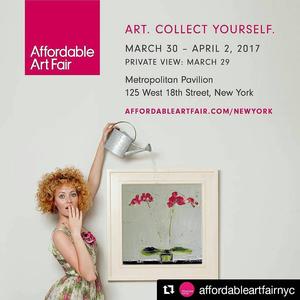 Affordable
Art Fair
ART. COLLECT YOURSELF.
MARCH 30 – APRIL 2, 2017
PRIVATE VIEW: MARCH 29
Metropolitan Pavilion
125 West 18th Street, New York
AFFORDABLEARTFAIR.COM/NEWYORK
affordableartfairnyc